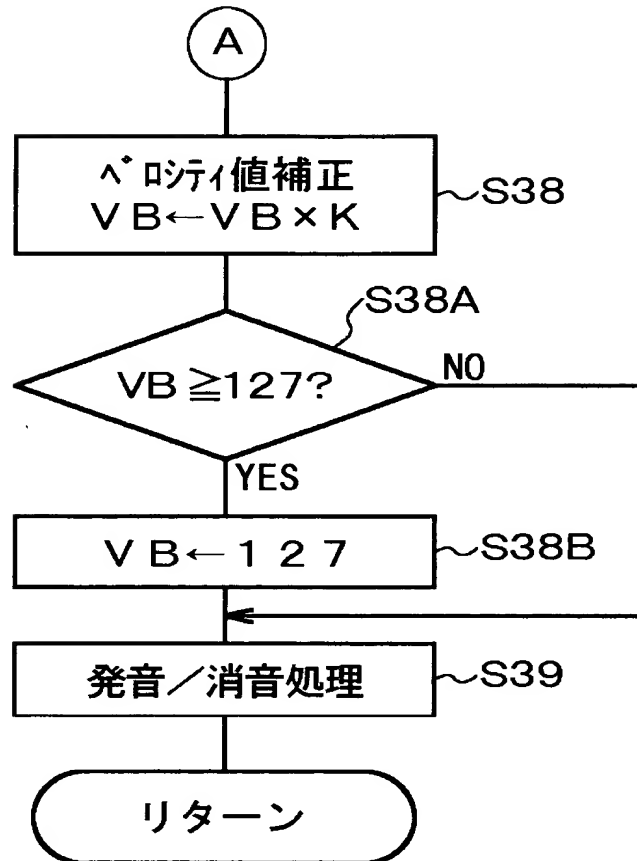 A
ﾍﾞﾛｼﾃｨ値補正
VB←VB×K
S38
S38A
VB≧127?
NO
YES
VB←127
S38B
発音／消音処理
S39
リターン